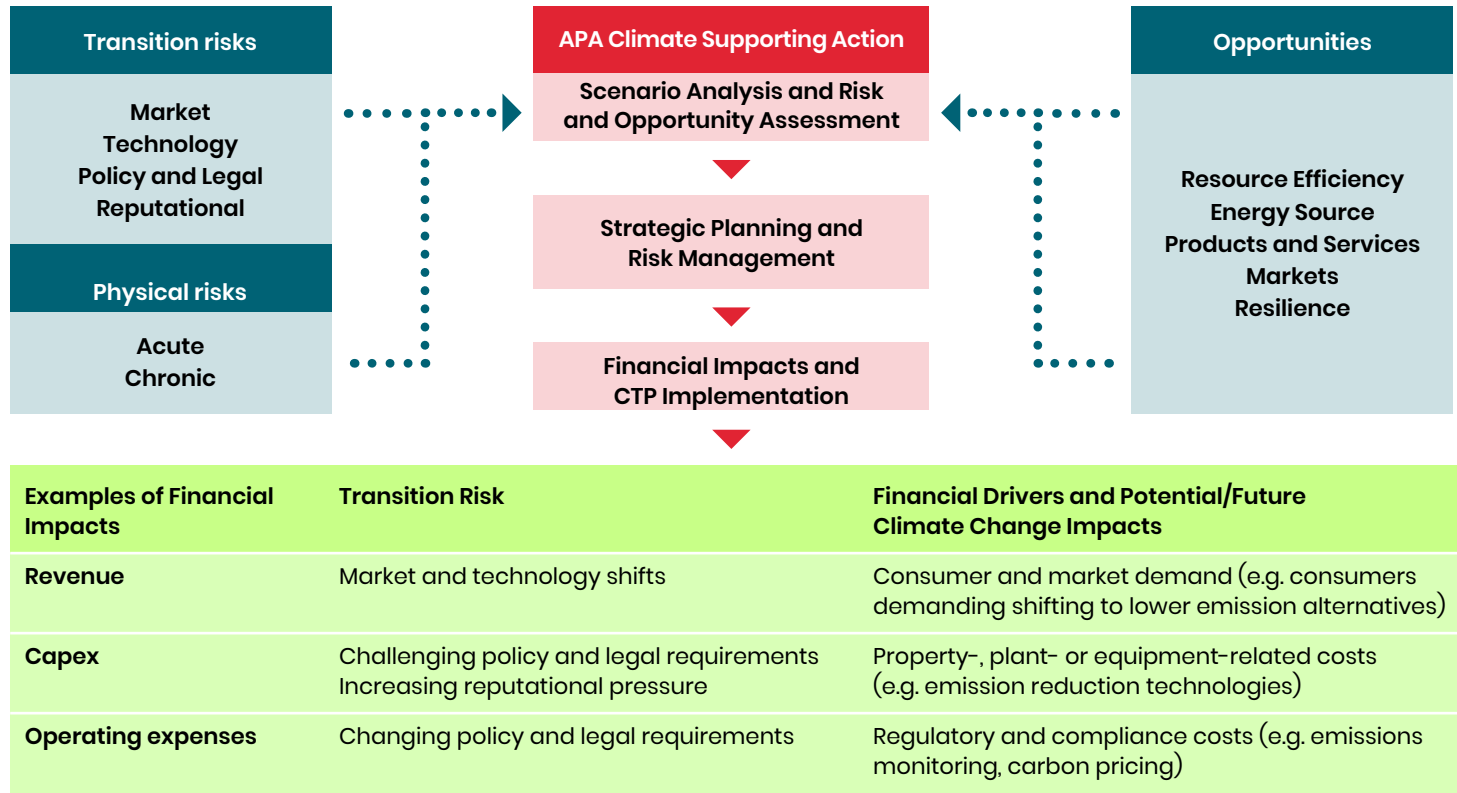 Transition risks
Market
Technology
Policy and Legal
Reputational
Physical risks
Acute
Chronic
APA Climate Supporting Action
Scenario Analysis and Risk
and Opportunity Assessment
Strategic Planning and
Risk Management
Financial Impacts and
CTP Implementation
Opportunities
Resource Efficiency
Energy Source
Products and Services
Markets
Resilience
Examples of Financial
Impacts
Transition Risk
Financial Drivers and Potential/Future
Climate Change Impacts
Revenue
Market and technology shifts
Consumer and market demand (e.g. consumers
demanding shifting to lower emission alternatives)
Capex
Challenging policy and legal requirements
Increasing reputational pressure
Property-, plant- or equipment-related costs
(e.g. emission reduction technologies)
Operating expenses
Changing policy and legal requirements
Regulatory and compliance costs (e.g. emissions
monitoring, carbon pricing)